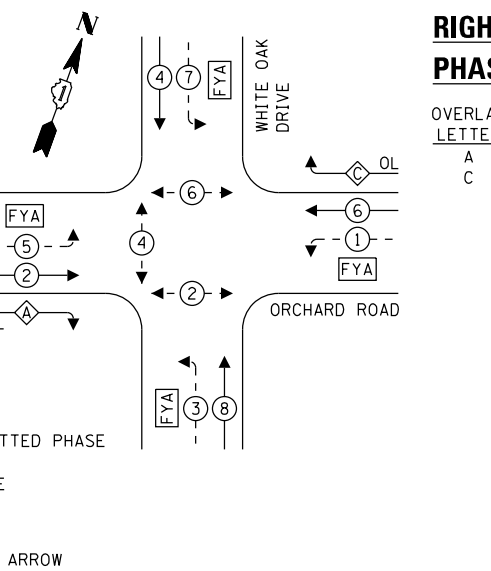 N
1
RIGH
PHAS
OVERLA
LETTE
A
C
4 7 FYA
WHITE OAK
DRIVE
C OL
6
FYA
6
5
4
1
2
FYA
A
2
ORCHARD ROAD
FYA 3 8
TTED PHASE
E
ARROW